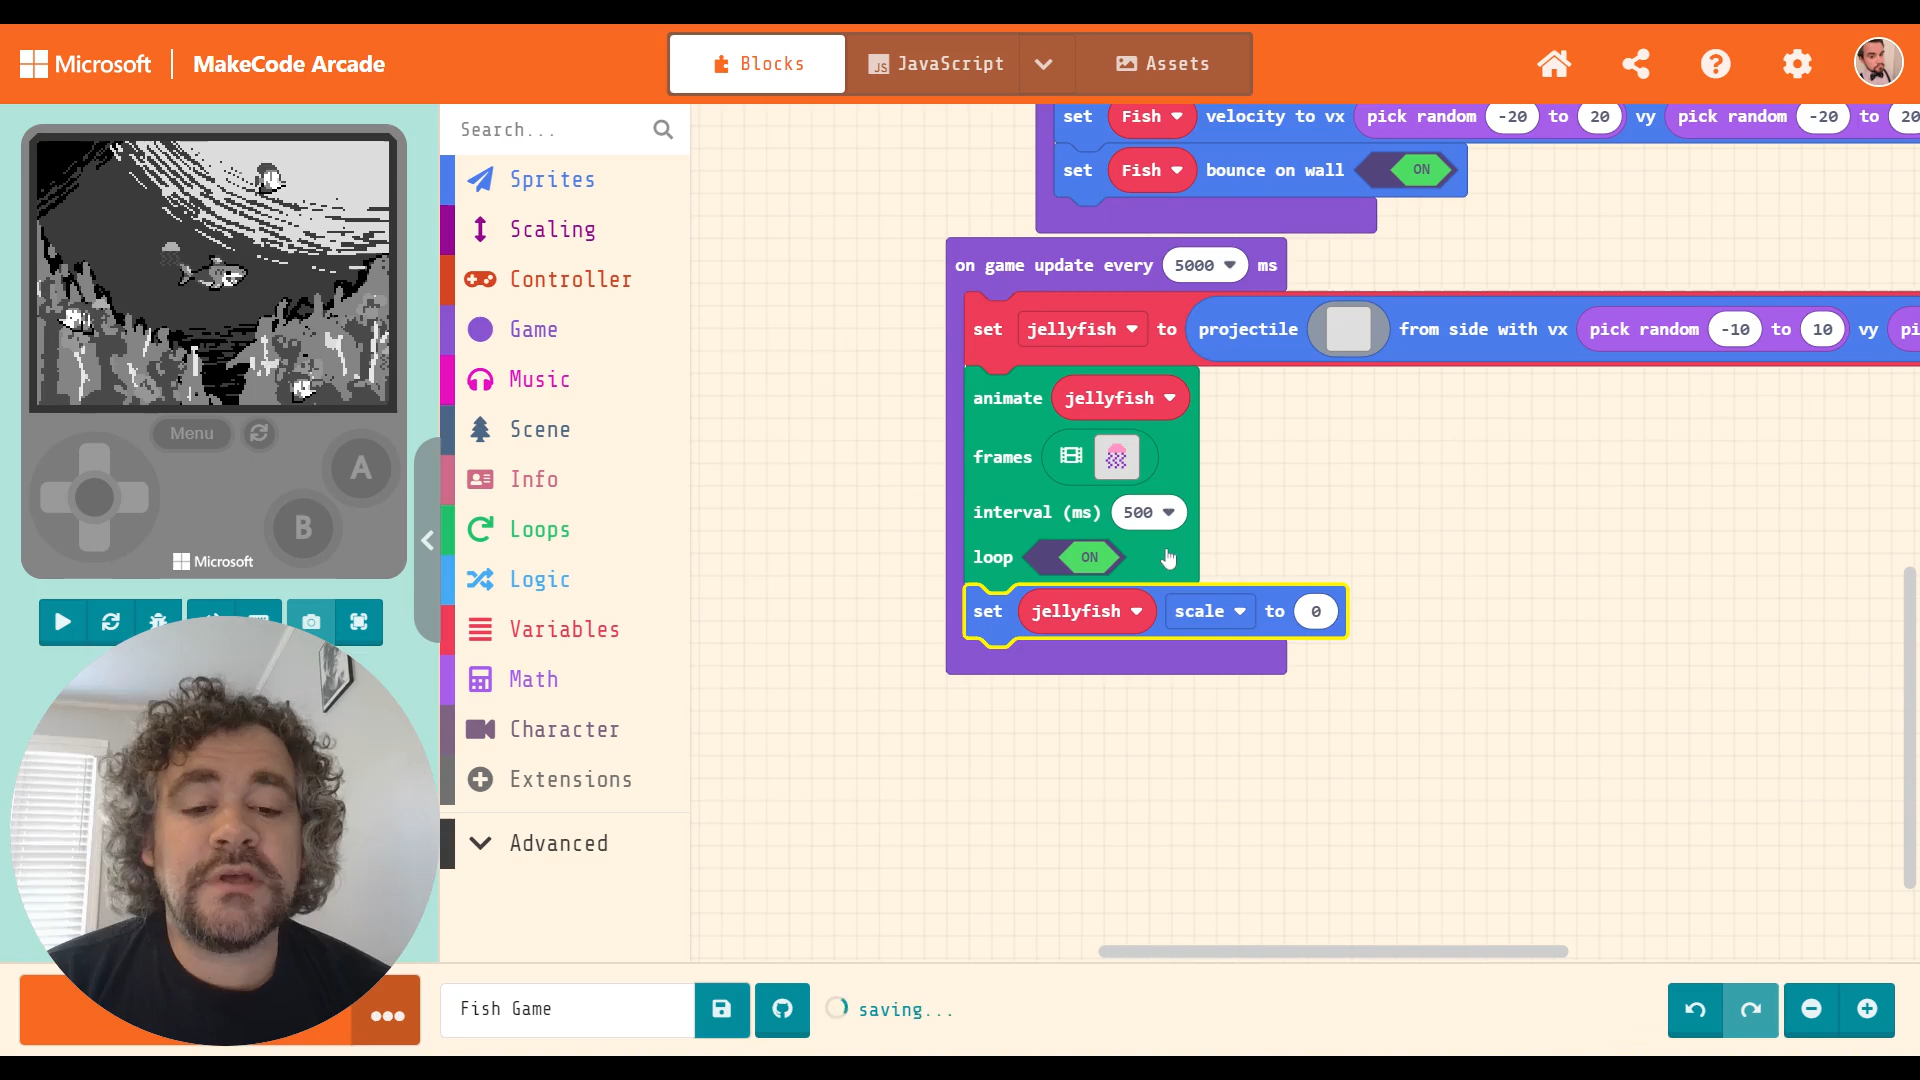 Microsoft
MakeCode Arcade
Blocks
JS
JavaScript
Assets
Menu
A
B
Microsoft
Search...
Sprites
Scaling
Controller
Game
Music
Scene
Info
Loops
Logic
Variables
Math
Character
Extensions
Advanced
set Fish velocity to vx pick random -20 to 20 vy pick random -20 to 20
set Fish bounce on wall ON
on game update every 5000 ms
set jellyfish to projectile from side with vx pick random -10 to 10 vy
animate jellyfish
frames
interval (ms) 500
loop ON
set jellyfish scale to 0
Fish Game
saving...